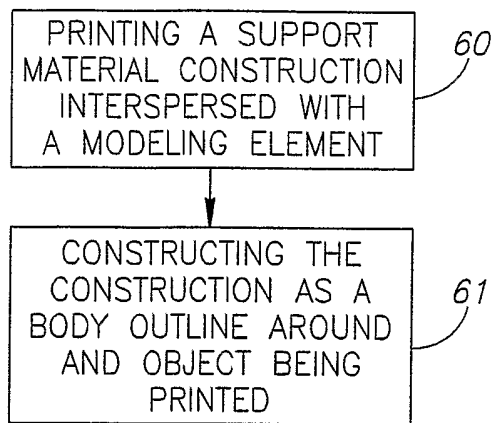 PRINTING A SUPPORT
MATERIAL CONSTRUCTION
INTERSPERSED WITH
A MODELING ELEMENT
60
CONSTRUCTING THE
CONSTRUCTION AS A
BODY OUTLINE AROUND
AND OBJECT BEING
PRINTED
61